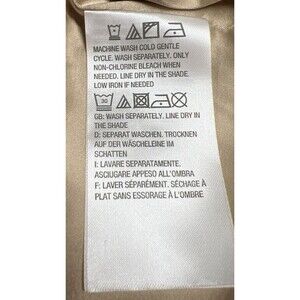 MACHINE WASH COLD GENTLE
CYCLE. WASH SEPARATELY. ONLY
NON-CHLORINE BLEACH WHEN
NEEDED. LINE DRY IN THE SHADE.
LOW IRON IF NEEDED
30
GB: WASH SEPARATELY. LINE DRY IN
THE SHADE
D: SEPARAT WASCHEN. TROCKNEN
AUF DER WÄSCHELEINE IM
SCHATTEN
I: LAVARE SEPARATAMENTE.
ASCIUGARE APPESO ALL'OMBRA
F: LAVER SÉPARÉMENT. SÉCHAGE À
PLAT SANS ESSORAGE À L'OMBRE